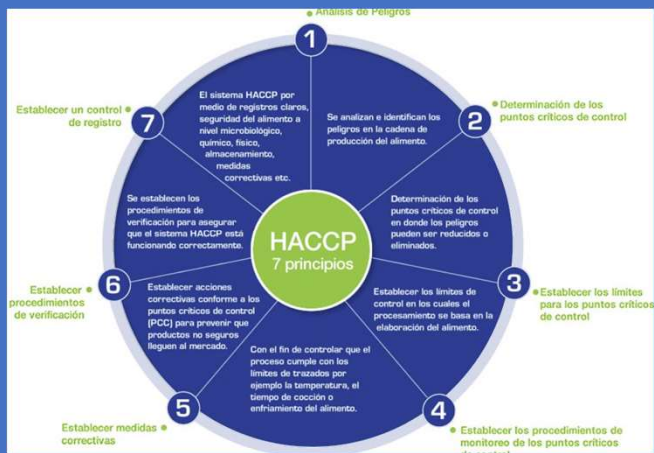 Análisis de Peligros
1
El sistema HACCP por
medio de registros claros,
seguridad del alimento a
nivel microbiológico,
químico, físico,
almacenamiento,
medidas
correctivas etc.
Se analizan e identifican los
peligros en la cadena de
producción del alimento.
2
Determinación de los
puntos críticos de control
Determinación de los
puntos críticos de control
en donde los peligros
pueden ser reducidos o
eliminados.
3
Establecer los límites
para los puntos críticos
de control
Establecer los límites de
control en los cuales el
procesamiento se basa en la
elaboración del alimento.
4
Establecer los procedimientos de
monitoreo de los puntos críticos
de control
Con el fin de controlar que el
proceso cumple con los
límites de trazados por
ejemplo la temperatura, el
tiempo de cocción o
enfriamiento del alimento.
5
Establecer medidas
correctivas
Establecer acciones
correctivas conforme a los
puntos críticos de control
(PCC) para prevenir que
productos no seguros
lleguen al mercado.
6
Establecer
procedimientos
de verificación
Se establecen los
procedimientos de
verificación para asegurar
que el sistema HACCP está
funcionando correctamente.
7
Establecer un control
de registro
HACCP
7 principios